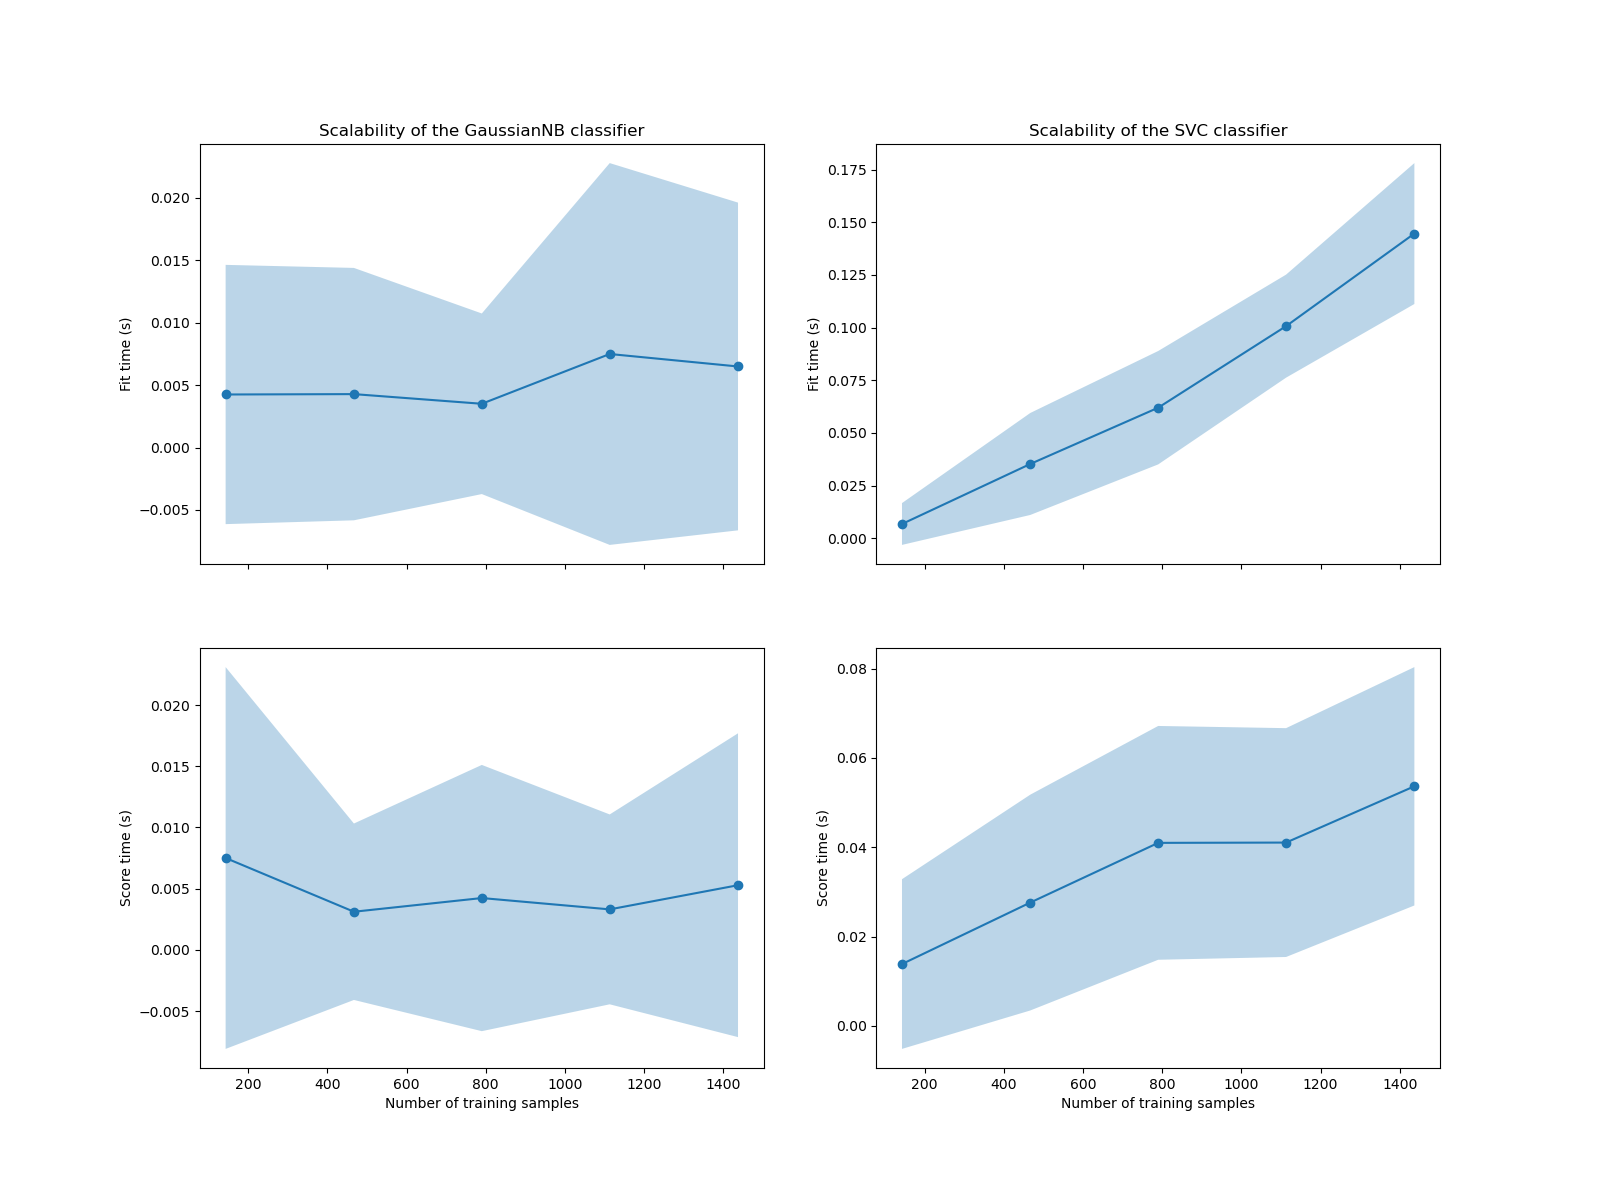 Scalability of the GaussianNB classifier
0.020
0.015
0.010
0.005
0.000
−0.005
Fit time (s)
Scalability of the SVC classifier
0.175
0.150
0.125
0.100
0.075
0.050
0.025
0.000
Fit time (s)
0.020
0.015
0.010
0.005
0.000
−0.005
Score time (s)
200 400 600 800 1000 1200 1400
Number of training samples
0.08
0.06
0.04
0.02
0.00
Score time (s)
200 400 600 800 1000 1200 1400
Number of training samples